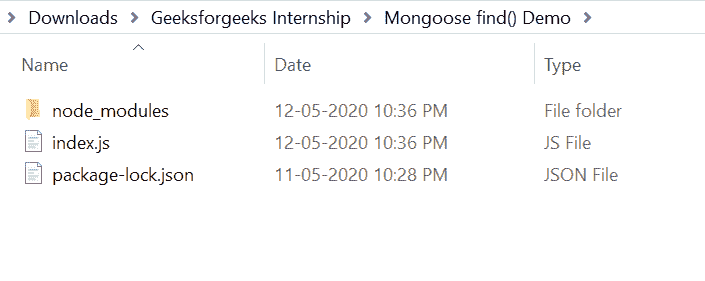 Downloads Geeksforgeeks Internship Mongoose find() Demo
Name Date Type
node_modules 12-05-2020 10:36 PM File folder
index.js 12-05-2020 10:36 PM JS File
package-lock.json 11-05-2020 10:28 PM JSON File